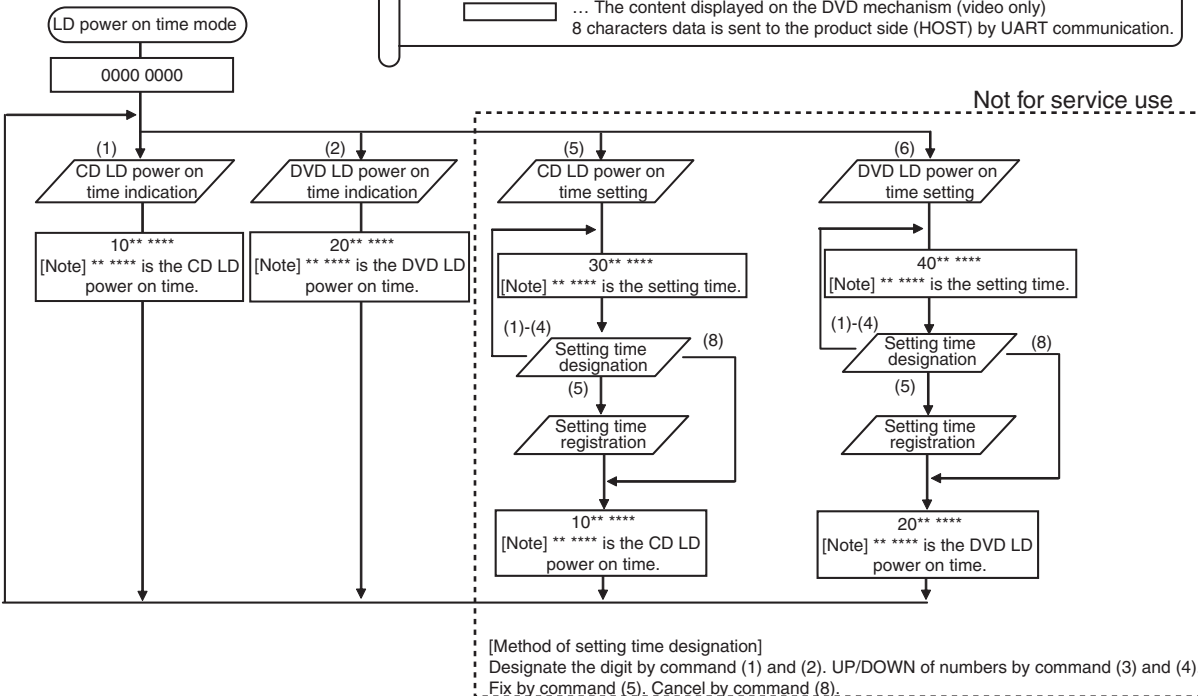 … The content displayed on the DVD mechanism (video only)
8 characters data is sent to the product side (HOST) by UART communication.
LD power on time mode
0000 0000
Not for service use
(1)
CD LD power on
time indication
(2)
DVD LD power on
time indication
(5)
CD LD power on
time setting
(6)
DVD LD power on
time setting
10** ****
[Note] ** **** is the CD LD
power on time.
20** ****
[Note] ** **** is the DVD LD
power on time.
30** ****
[Note] ** **** is the setting time.
40** ****
[Note] ** **** is the setting time.
(1)-(4)
Setting time
designation
(8)
(5)
Setting time
registration
(1)-(4)
Setting time
designation
(8)
(5)
Setting time
registration
10** ****
[Note] ** **** is the CD LD
power on time.
20** ****
[Note] ** **** is the DVD LD
power on time.
[Method of setting time designation]
Designate the digit by command (1) and (2). UP/DOWN of numbers by command (3) and (4)
Fix by command (5). Cancel by command (8).